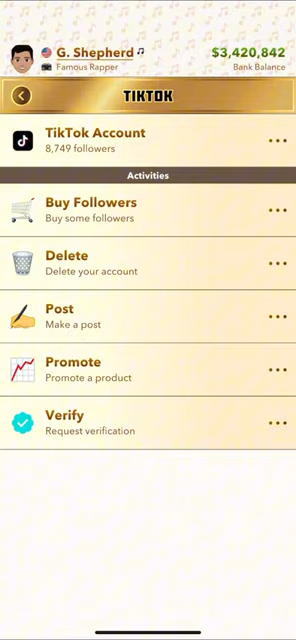 G. Shepherd
$3,420,842
Famous Rapper
Bank Balance
TIKTOK
TikTok Account
8,749 followers
Activities
Buy Followers
Buy some followers
Delete
Delete your account
Post
Make a post
Promote
Promote a product
Verify
Request verification